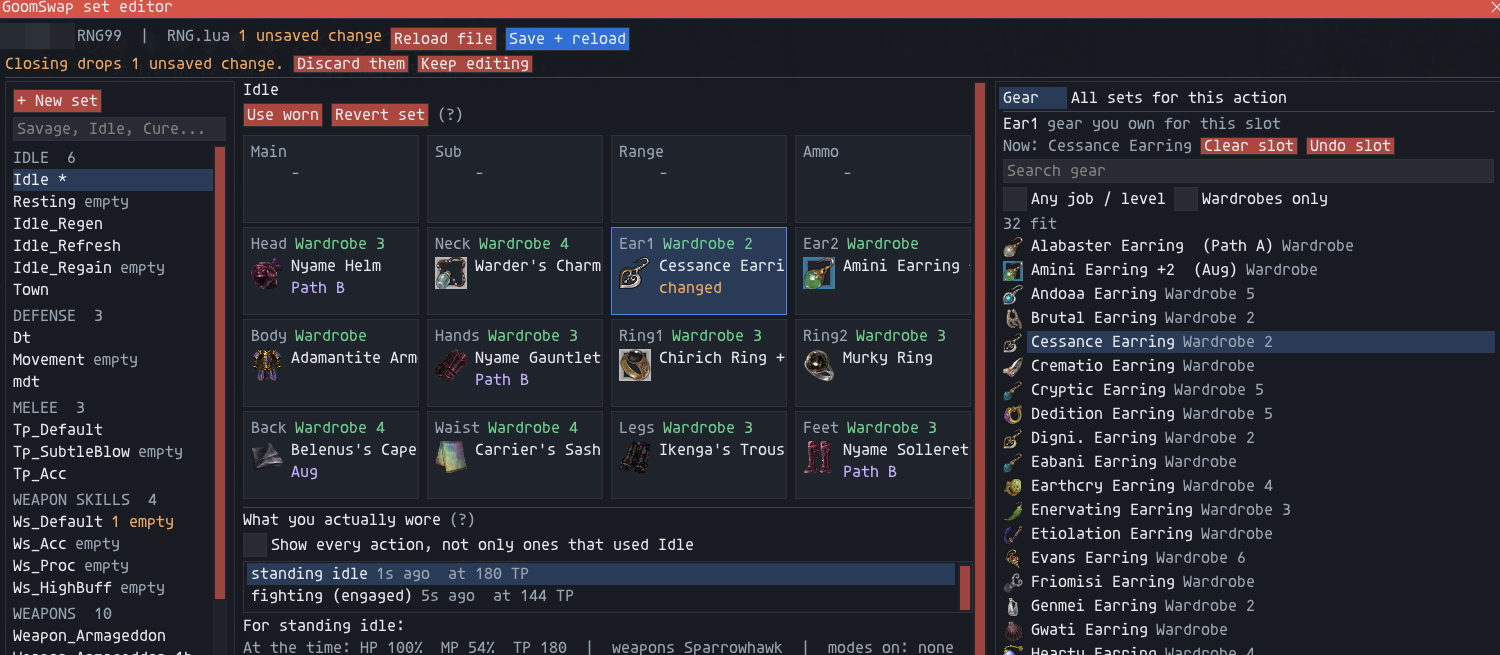 GoomSwap set editor
RNG99 | RNG.lua 1 unsaved change Reload file Save + reload
Closing drops 1 unsaved change. Discard them Keep editing
+ New set
Savage, Idle, Cure...
IDLE 6
Idle *
Resting empty
Idle_Regen
Idle_Refresh
Idle_Regain empty
Town
DEFENSE 3
Dt
Movement empty
mdt
MELEE 3
Tp_Default
Tp_SubtleBlow empty
Tp_Acc
WEAPON SKILLS 4
Ws_Default 1 empty
Ws_Acc empty
Ws_Proc empty
Ws_HighBuff empty
WEAPONS 10
Weapon_Armageddon
Idle
Use worn Revert set (?)
Main
-
Sub
-
Range
-
Ammo
-
Head Wardrobe 3
Nyame Helm
Path B
Neck Wardrobe 4
Warder's Charm
Ear1 Wardrobe 2
Cessance Earri
changed
Ear2 Wardrobe
Amini Earring
Body Wardrobe
Adamantite Arm
Hands Wardrobe 3
Nyame Gauntlet
Path B
Ring1 Wardrobe 3
Chirich Ring +
Ring2 Wardrobe 3
Murky Ring
Back Wardrobe 4
Belenus's Cape
Aug
Waist Wardrobe 4
Carrier's Sash
Legs Wardrobe 3
Ikenga's Trous
Feet Wardrobe 3
Nyame Solleret
Path B
What you actually wore (?)
Show every action, not only ones that used Idle
standing idle 1s ago at 180 TP
fighting (engaged) 5s ago at 144 TP
For standing idle:
At the time: HP 100% MP 54% TP 180 | weapons Sparrowhawk | modes on: none
Gear All sets for this action
Ear1 gear you own for this slot
Now: Cessance Earring Clear slot Undo slot
Search gear
Any job / level Wardrobes only
32 fit
Alabaster Earring (Path A) Wardrobe
Amini Earring +2 (Aug) Wardrobe
Andoaa Earring Wardrobe 5
Brutal Earring Wardrobe 2
Cessance Earring Wardrobe 2
Crematio Earring Wardrobe
Cryptic Earring Wardrobe 5
Dedition Earring Wardrobe 5
Digni. Earring Wardrobe 2
Eabani Earring Wardrobe
Earthcry Earring Wardrobe 4
Enervating Earring Wardrobe 3
Etiolation Earring Wardrobe
Evans Earring Wardrobe 6
Friomisi Earring Wardrobe
Genmei Earring Wardrobe 2
Gwati Earring Wardrobe
Hearty Earring Wardrobe 4